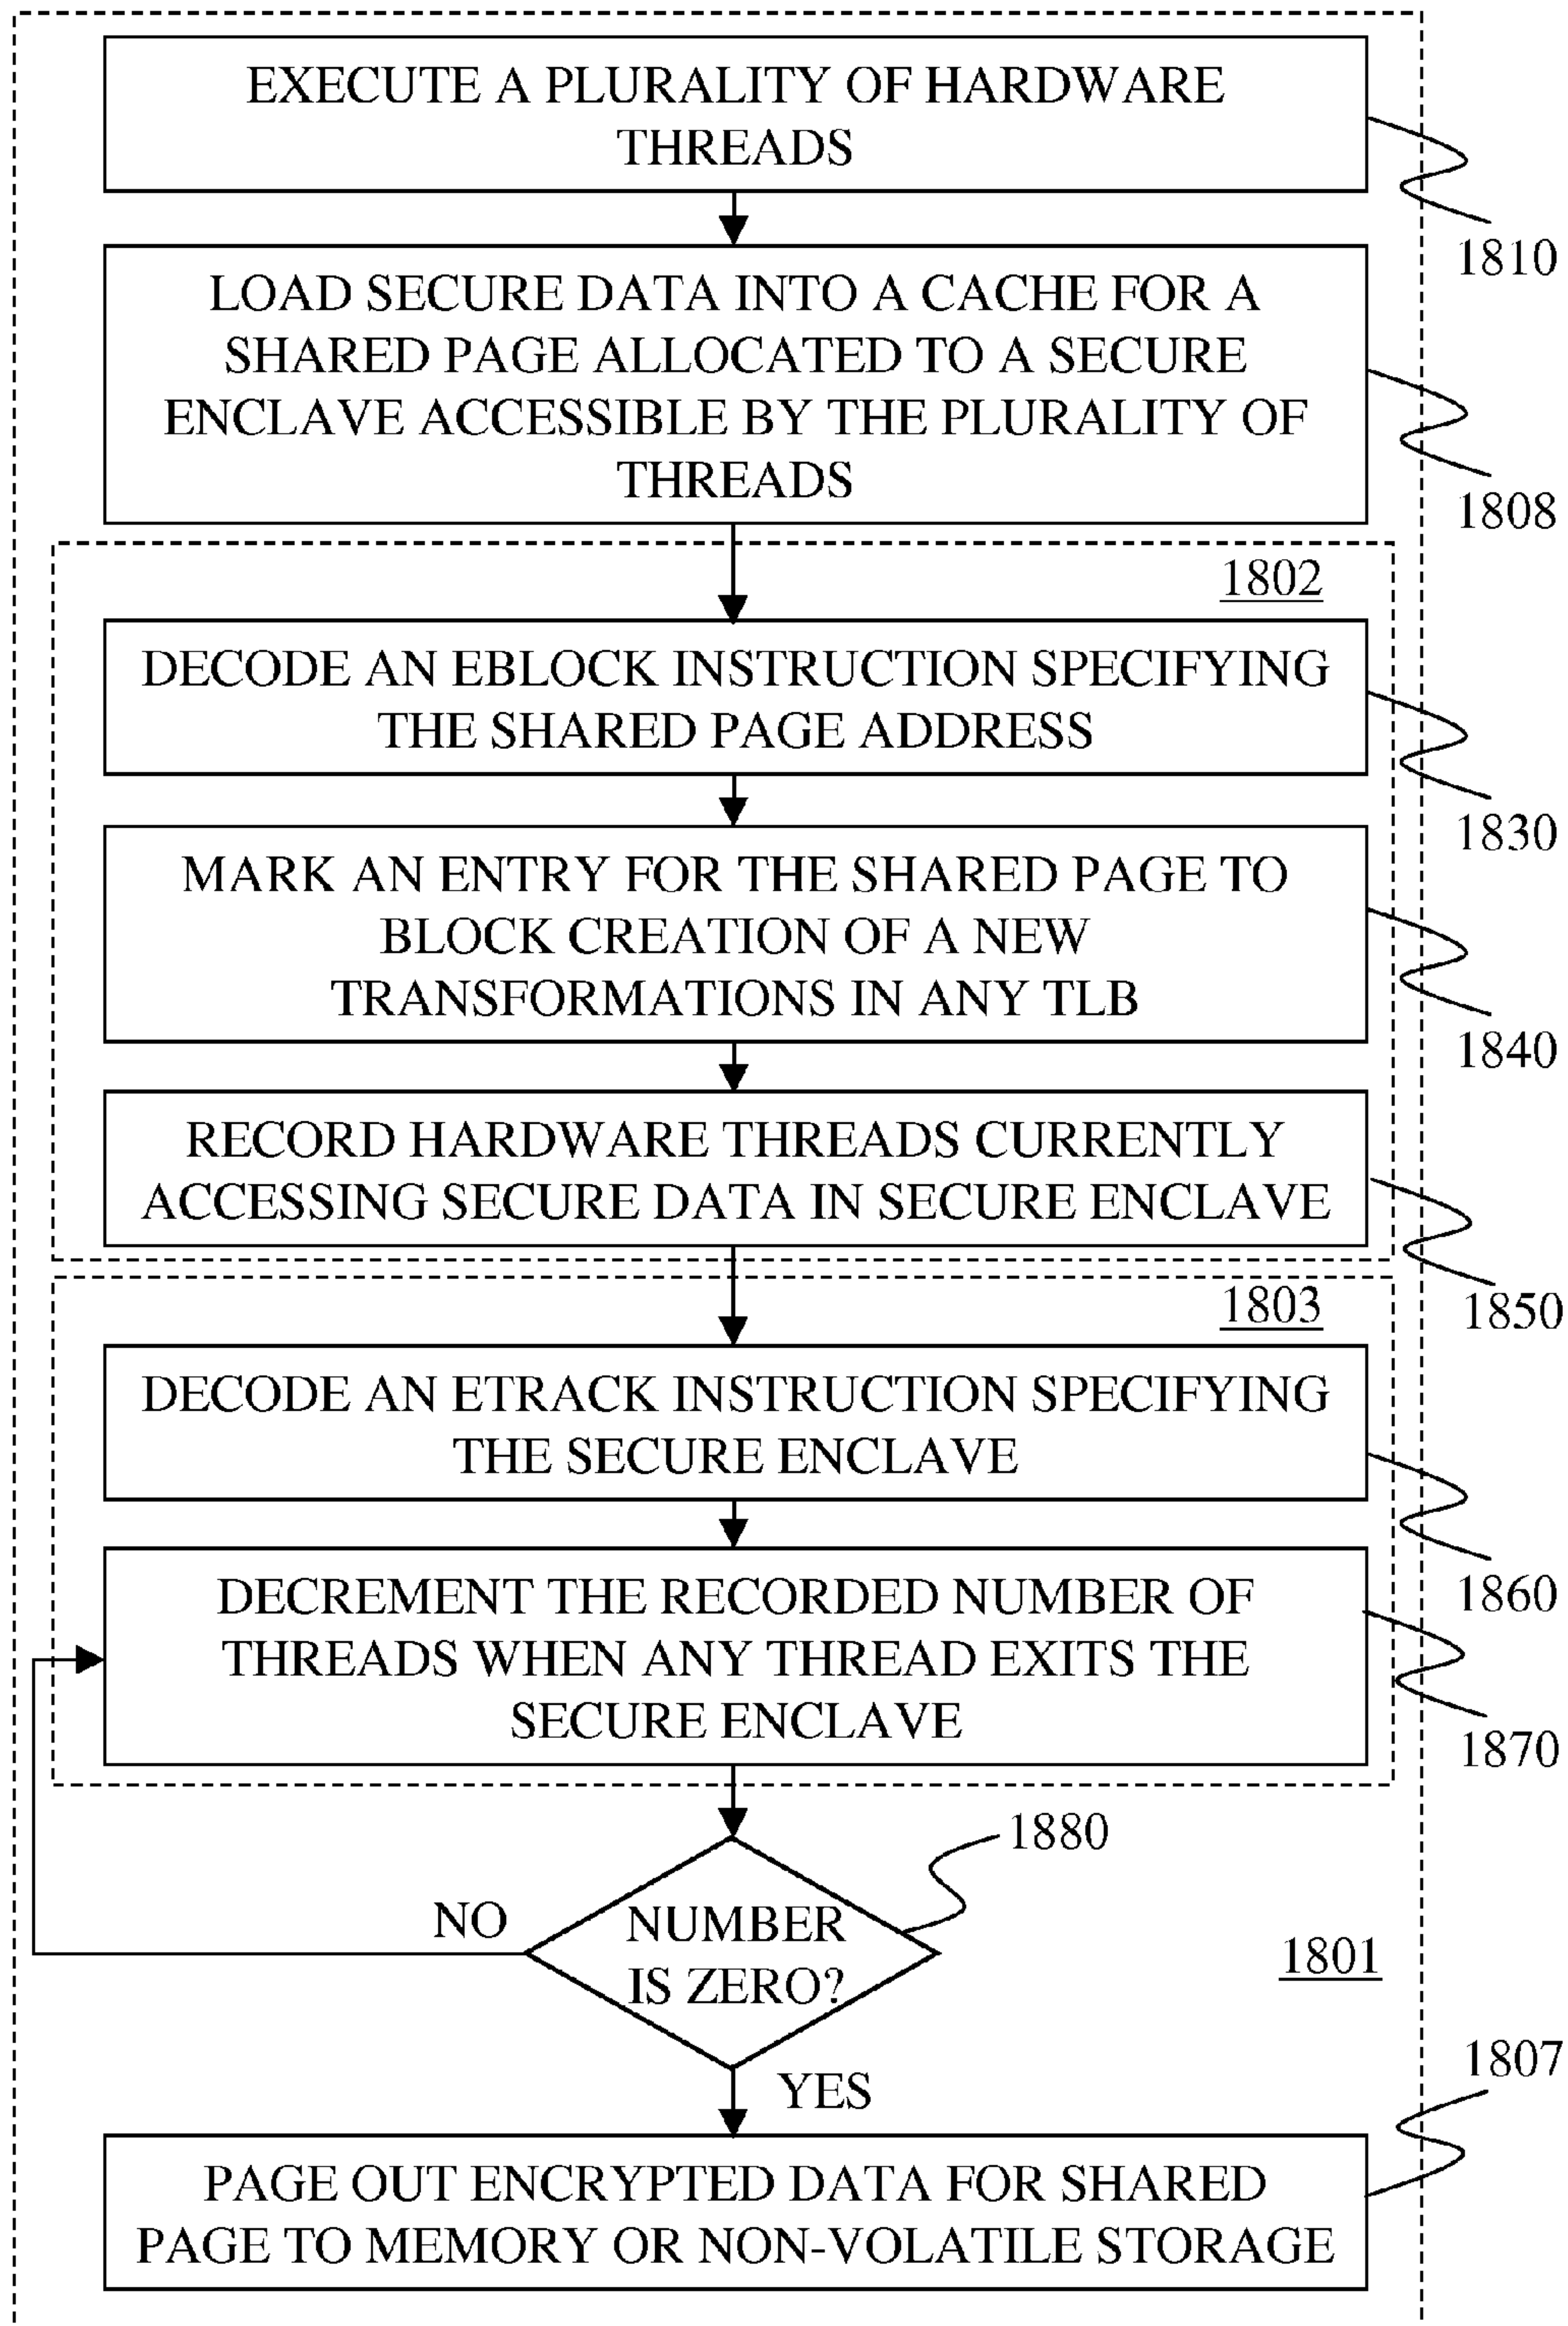 EXECUTE A PLURALITY OF HARDWARE
THREADS
1810
LOAD SECURE DATA INTO A CACHE FOR A
SHARED PAGE ALLOCATED TO A SECURE
ENCLAVE ACCESSIBLE BY THE PLURALITY OF
THREADS
1808
1802
DECODE AN EBLOCK INSTRUCTION SPECIFYING
THE SHARED PAGE ADDRESS
1830
MARK AN ENTRY FOR THE SHARED PAGE TO
BLOCK CREATION OF A NEW
TRANSFORMATIONS IN ANY TLB
1840
RECORD HARDWARE THREADS CURRENTLY
ACCESSING SECURE DATA IN SECURE ENCLAVE
1850
1803
DECODE AN ETRACK INSTRUCTION SPECIFYING
THE SECURE ENCLAVE
1860
DECREMENT THE RECORDED NUMBER OF
THREADS WHEN ANY THREAD EXITS THE
SECURE ENCLAVE
1870
1880
NO
NUMBER
IS ZERO?
1801
YES
1807
PAGE OUT ENCRYPTED DATA FOR SHARED
PAGE TO MEMORY OR NON-VOLATILE STORAGE